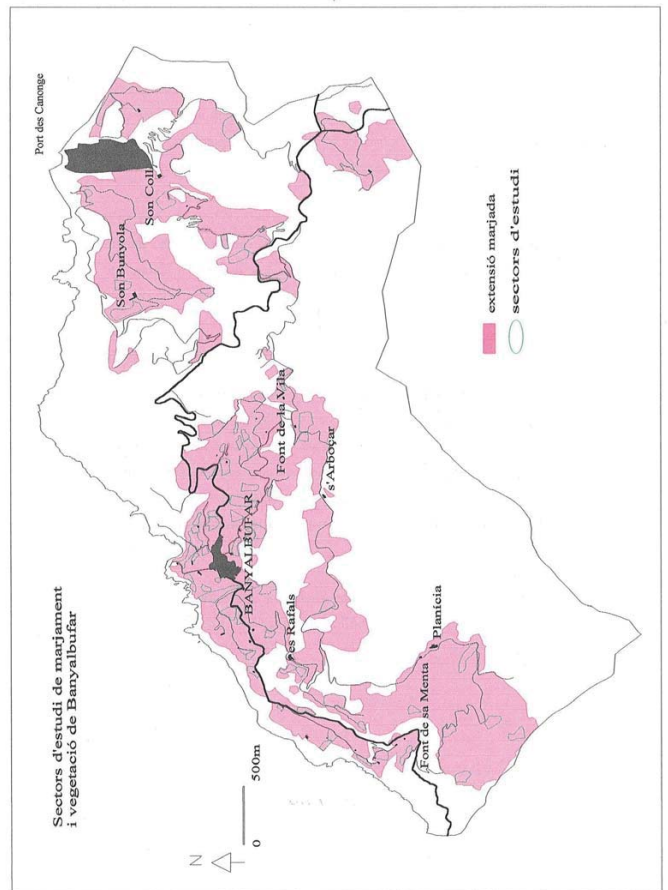 Sectors d'estudi de marjament
i vegetació de Banyalbufar
N
0
500m
Port des Canonge
Son Coll
Son Bunyola
Font de la Vila
s'Arboçar
BANYALBUFAR
es Rafals
Font de sa Menta
Planícia
extensió marjada
sectors d'estudi